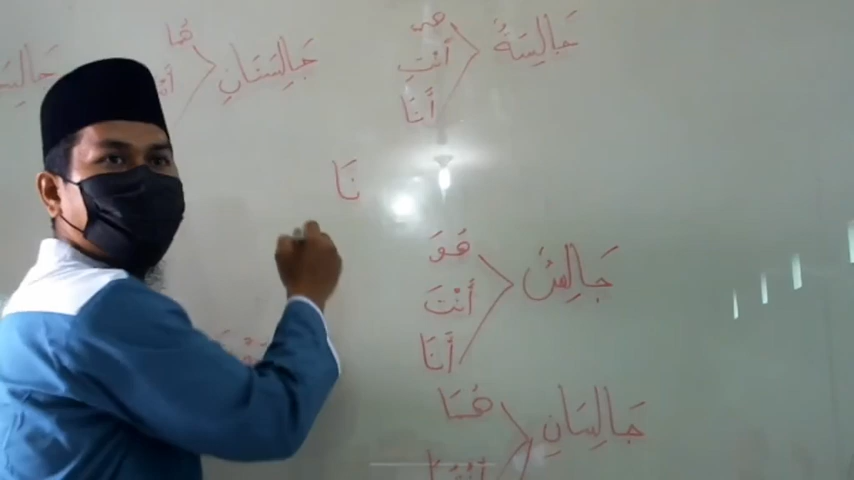 هِيَ
أَنْتِ
أَنَا
جَالِسَةٌ
هُمَا
جَالِسَتَانِ
نَا
هُوَ
أَنْتَ
أَنَا
جَالِسٌ
هُمَا
جَالِسَانِ